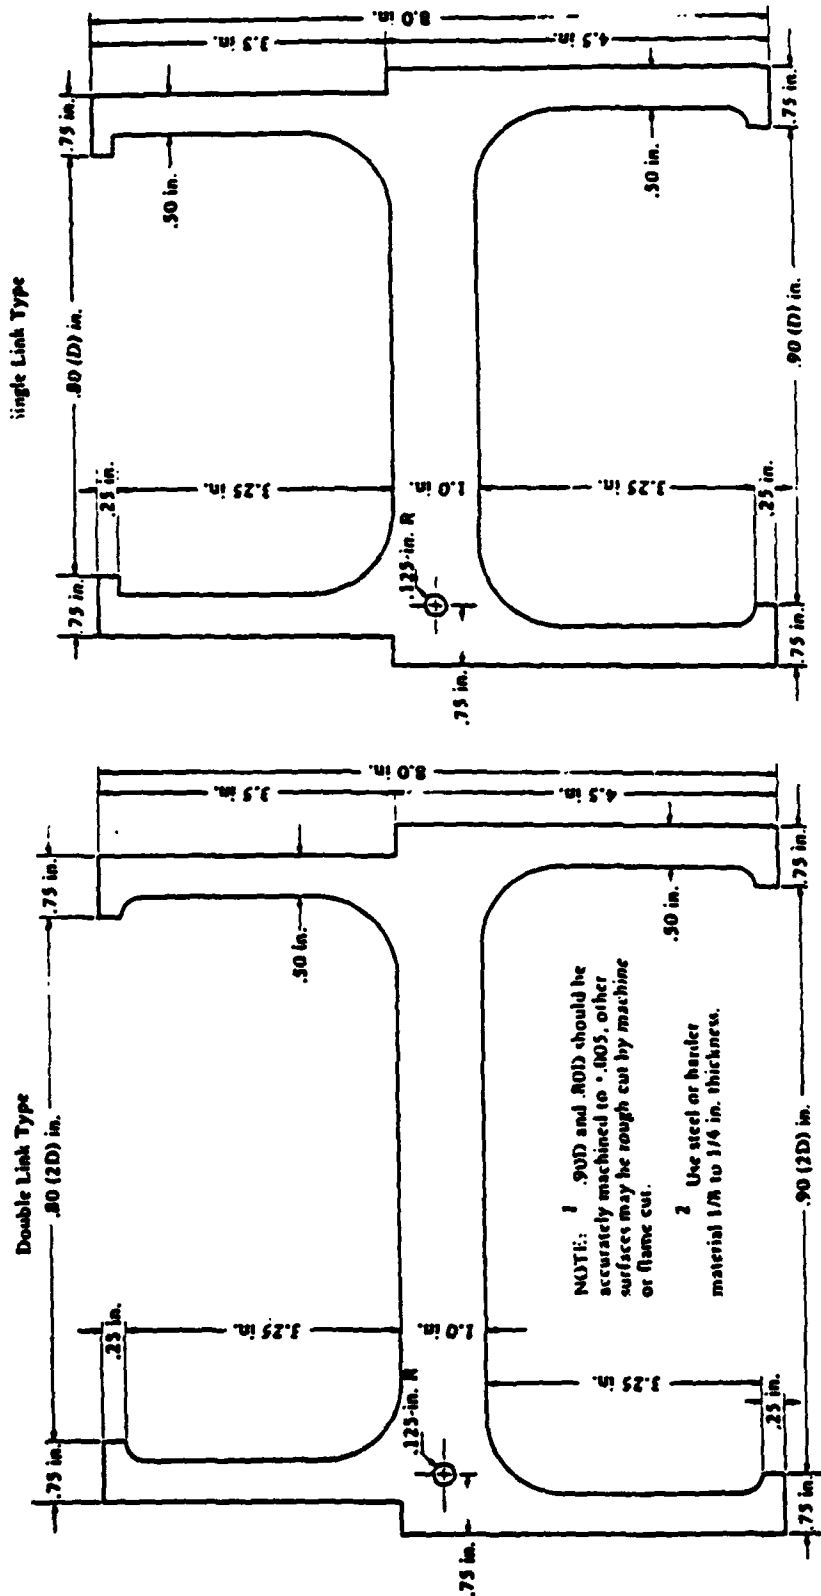 Single Link Type
8.0 in.
3.5 in.
4.5 in.
.75 in.
.80 (D) in.
.75 in.
.50 in.
.25 in.
3.25 in.
1.0 in.
3.25 in.
.25 in.
.125-in. R
.75 in.
.50 in.
.75 in.
.90 (D) in.
.75 in.
Double Link Type
8.0 in.
3.5 in.
4.5 in.
.75 in.
.80 (2D) in.
.75 in.
.50 in.
.25 in.
3.25 in.
1.0 in.
3.25 in.
.25 in.
.125-in. R
.75 in.
.50 in.
.75 in.
.90 (2D) in.
.75 in.
NOTE: 1 .90D and .80D should be
accurately machined to .005, other
surfaces may be rough cut by machine
or flame cut.
2 Use steel or harder
material 1/8 to 1/4 in. thickness.